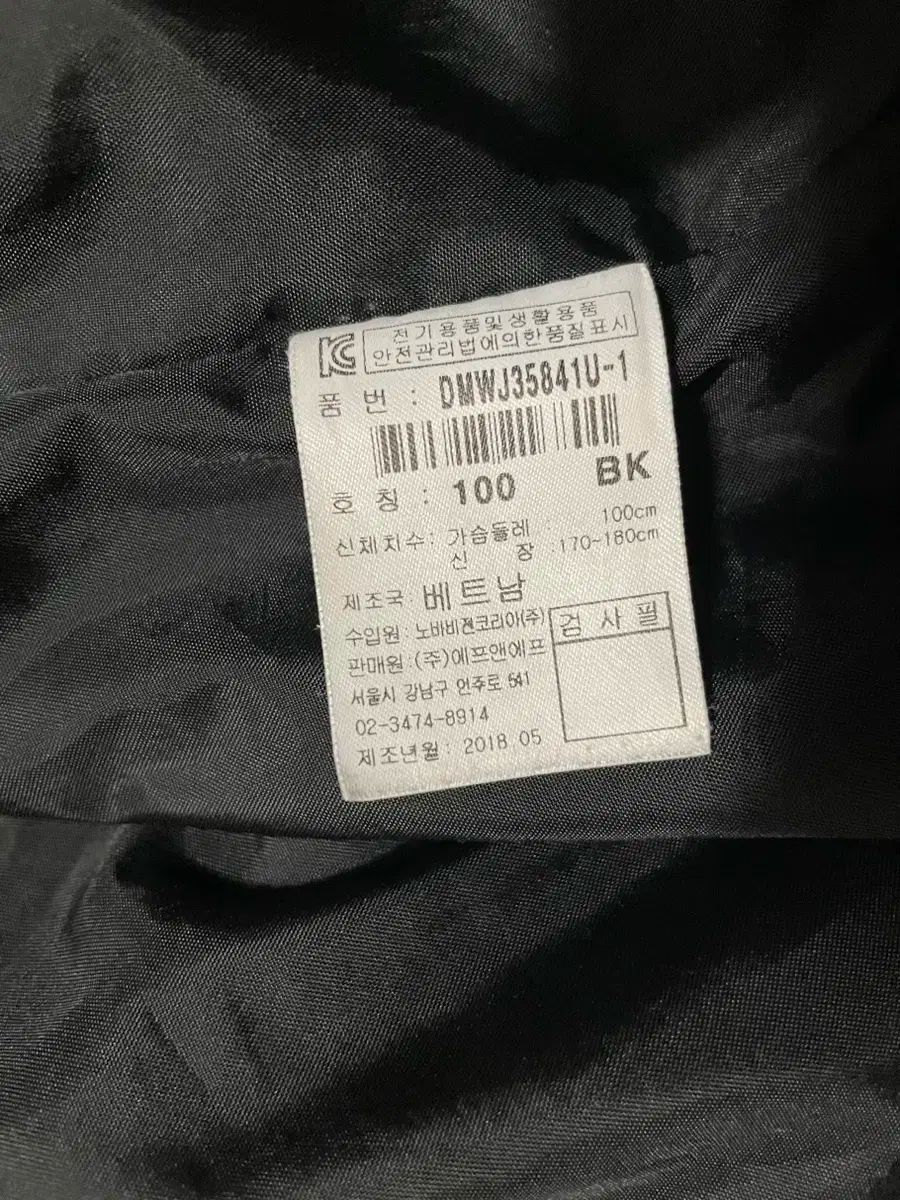 전기용품및생활용품
안전관리법에의한품질표시
품 번 : DMWJ35841U-1
BK
호 칭 : 100
신체치수: 가슴둘레 : 100cm
신 장 :170~180cm
제조국: 베트남
수입원: 노바비젼코리아(주)
검 사 필
판매원 :(주)에프앤에프
서울시 강남구 언주로 541
02-3474-8914
제조년월: 2018 05